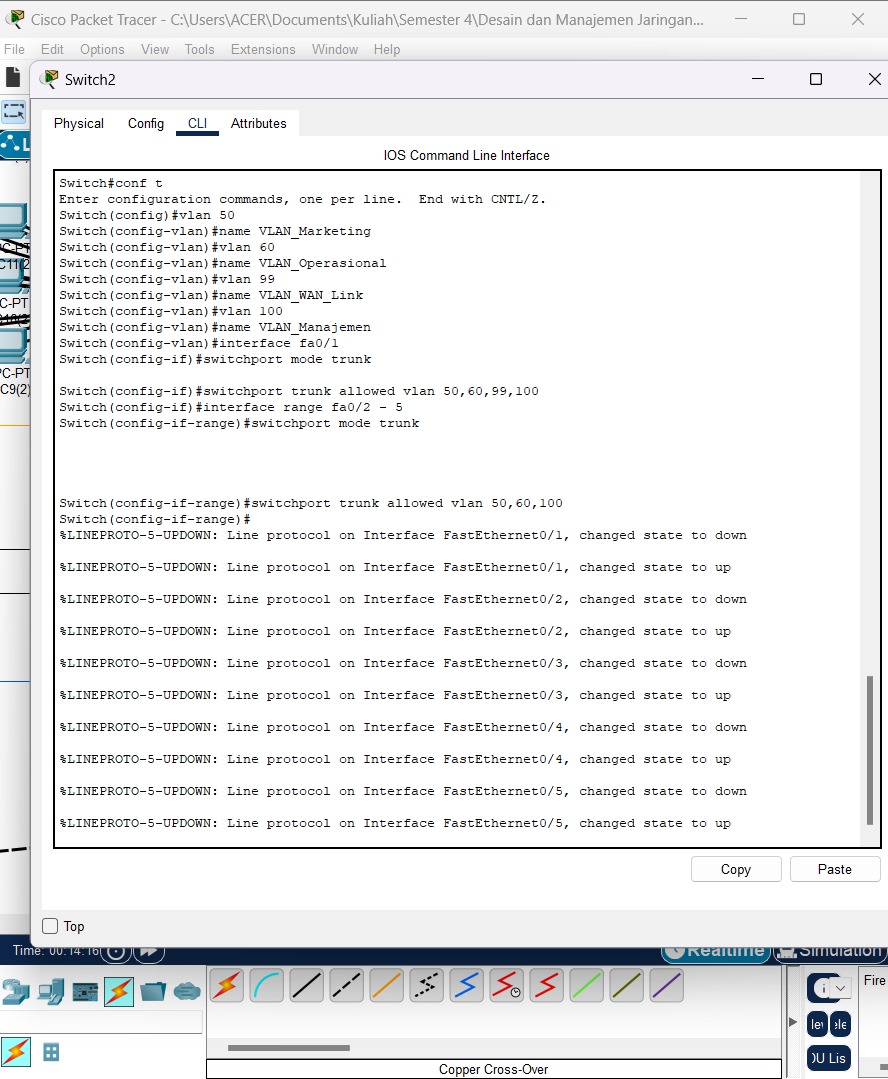 Cisco Packet Tracer - C:\Users\ACER\Documents\Kuliah\Semester 4\Desain dan Manajemen Jaringan...
File Edit Options View Tools Extensions Window Help
Switch2
Physical Config CLI Attributes
IOS Command Line Interface
Switch#conf t
Enter configuration commands, one per line.  End with CNTL/Z.
Switch(config)#vlan 50
Switch(config-vlan)#name VLAN_Marketing
Switch(config-vlan)#vlan 60
Switch(config-vlan)#name VLAN_Operasional
Switch(config-vlan)#vlan 99
Switch(config-vlan)#name VLAN_WAN_Link
Switch(config-vlan)#vlan 100
Switch(config-vlan)#name VLAN_Manajemen
Switch(config-vlan)#interface fa0/1
Switch(config-if)#switchport mode trunk
Switch(config-if)#switchport trunk allowed vlan 50,60,99,100
Switch(config-if)#interface range fa0/2 - 5
Switch(config-if-range)#switchport mode trunk
Switch(config-if-range)#switchport trunk allowed vlan 50,60,100
Switch(config-if-range)#
%LINEPROTO-5-UPDOWN: Line protocol on Interface FastEthernet0/1, changed state to down
%LINEPROTO-5-UPDOWN: Line protocol on Interface FastEthernet0/1, changed state to up
%LINEPROTO-5-UPDOWN: Line protocol on Interface FastEthernet0/2, changed state to down
%LINEPROTO-5-UPDOWN: Line protocol on Interface FastEthernet0/2, changed state to up
%LINEPROTO-5-UPDOWN: Line protocol on Interface FastEthernet0/3, changed state to down
%LINEPROTO-5-UPDOWN: Line protocol on Interface FastEthernet0/3, changed state to up
%LINEPROTO-5-UPDOWN: Line protocol on Interface FastEthernet0/4, changed state to down
%LINEPROTO-5-UPDOWN: Line protocol on Interface FastEthernet0/4, changed state to up
%LINEPROTO-5-UPDOWN: Line protocol on Interface FastEthernet0/5, changed state to down
%LINEPROTO-5-UPDOWN: Line protocol on Interface FastEthernet0/5, changed state to up
C-PT
C9(2)
Copy Paste
Top
Time: 00:14:16
Realtime Simulation
Fire
OU Lis
Copper Cross-Over